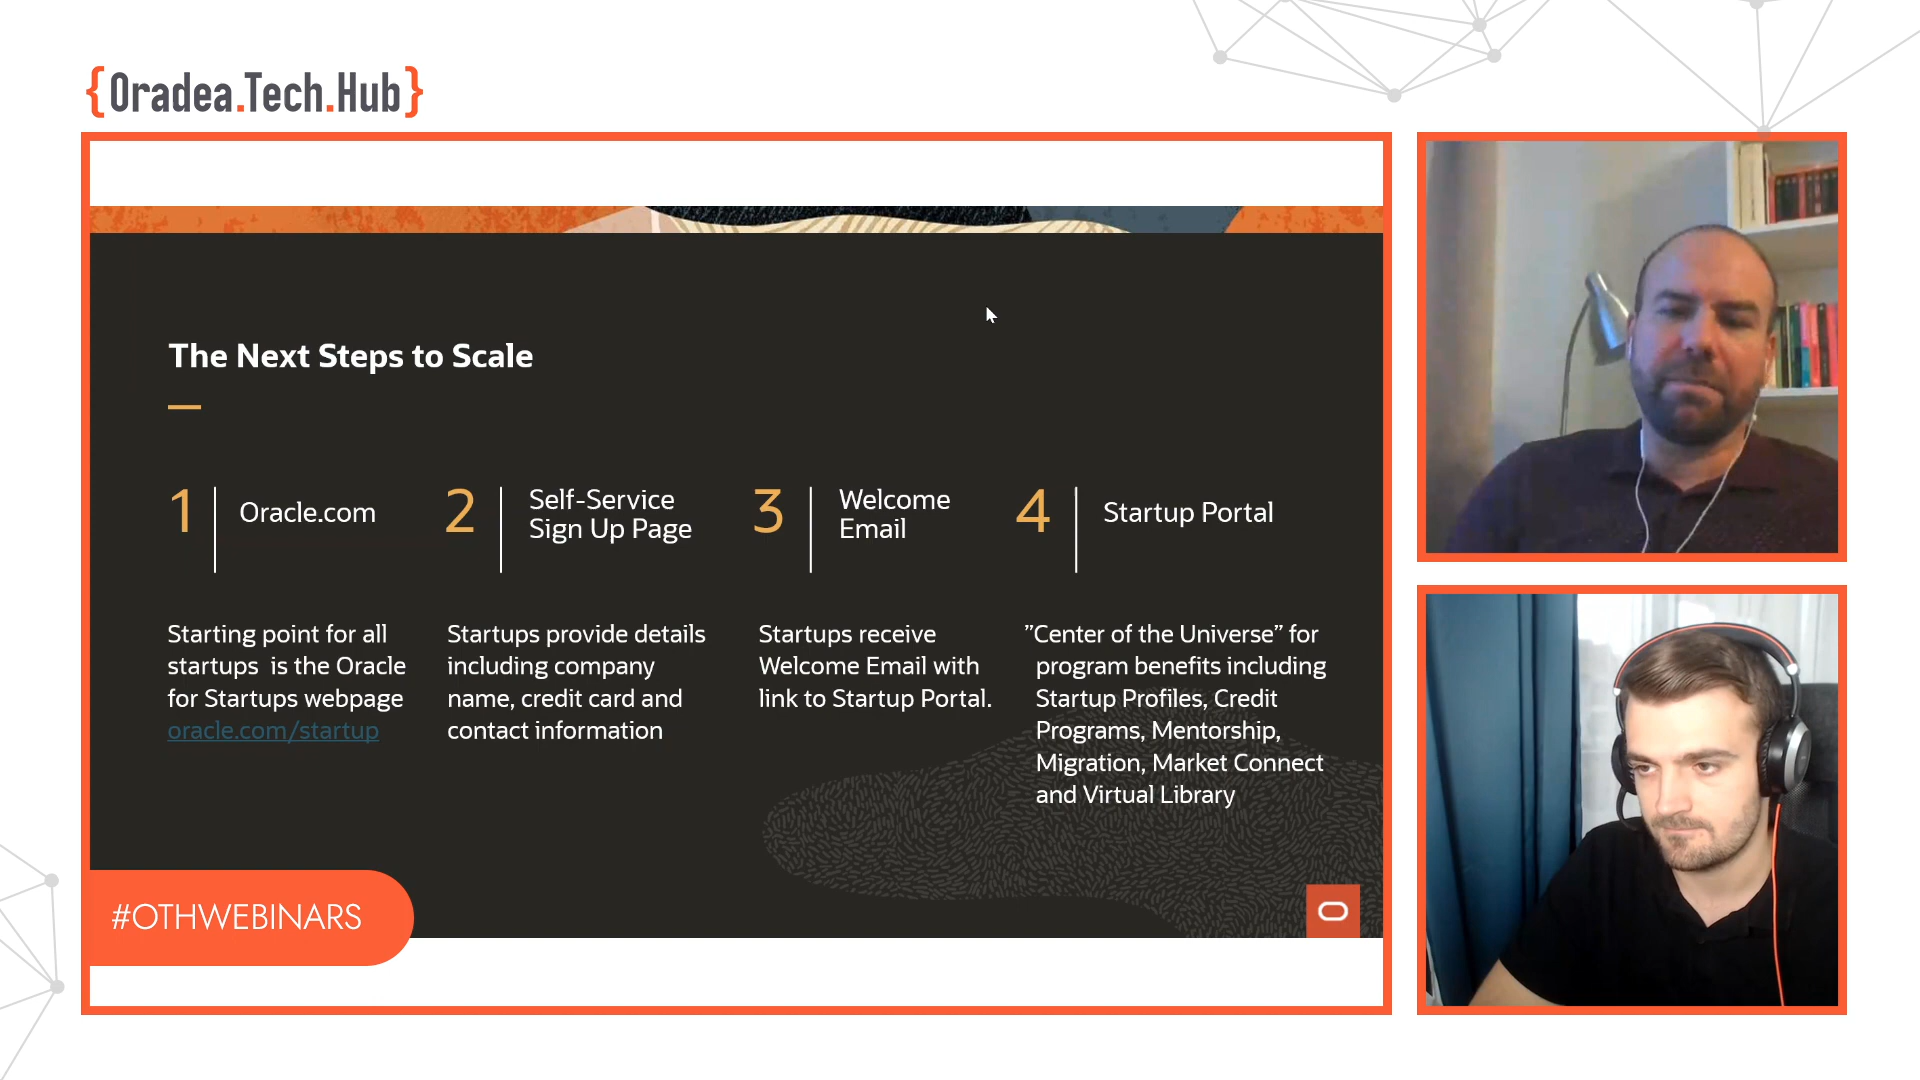 {Oradea.Tech.Hub}
The Next Steps to Scale
1
Oracle.com
Starting point for all
startups is the Oracle
for Startups webpage
oracle.com/startup
2
Self-Service
Sign Up Page
Startups provide details
including company
name, credit card and
contact information
3
Welcome
Email
Startups receive
Welcome Email with
link to Startup Portal.
4
Startup Portal
”Center of the Universe” for
program benefits including
Startup Profiles, Credit
Programs, Mentorship,
Migration, Market Connect
and Virtual Library
#OTHWEBINARS